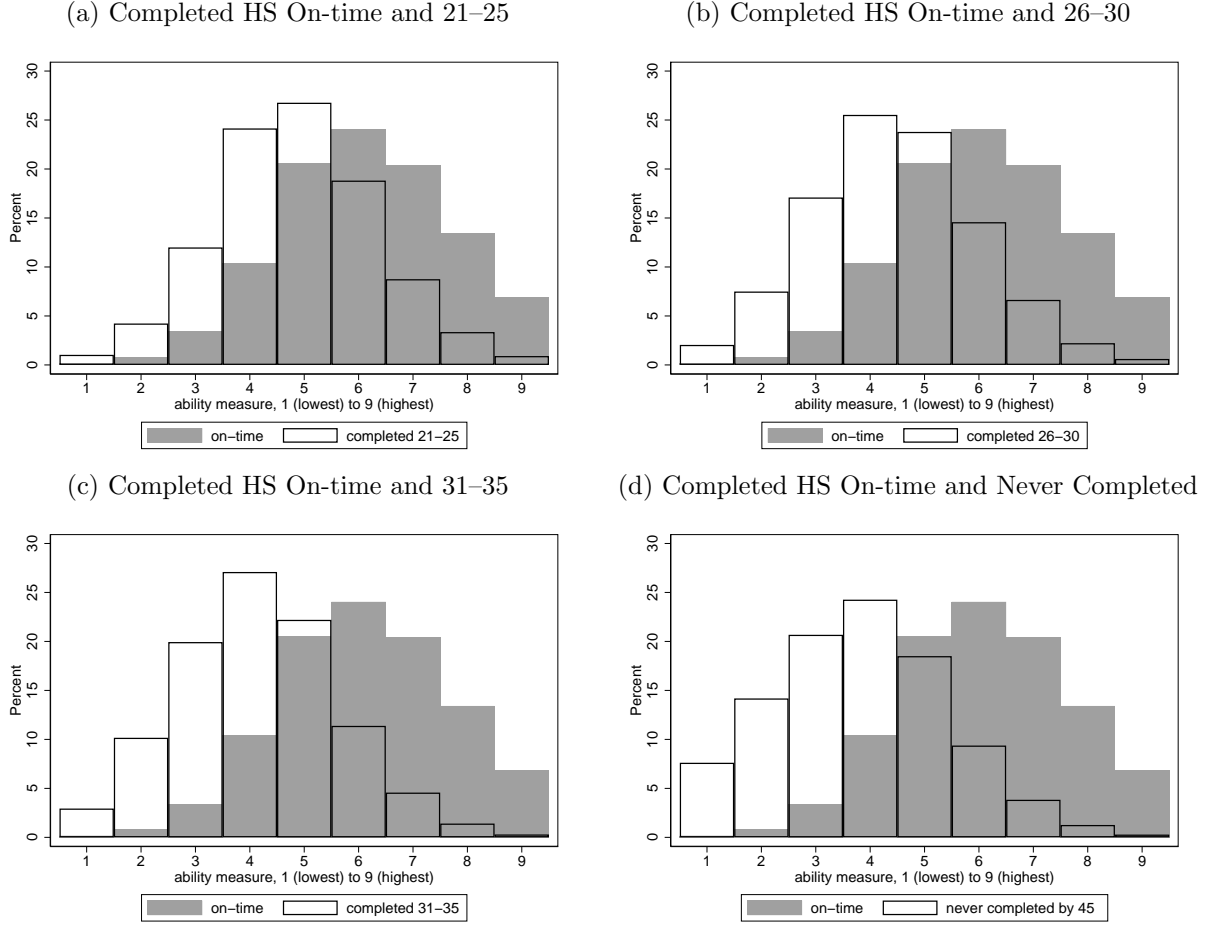 (a) Completed HS On-time and 21–25
30
25
20
15
10
5
0
Percent
1 2 3 4 5 6 7 8 9
ability measure, 1 (lowest) to 9 (highest)
on−time completed 21−25
(b) Completed HS On-time and 26–30
30
25
20
15
10
5
0
Percent
1 2 3 4 5 6 7 8 9
ability measure, 1 (lowest) to 9 (highest)
on−time completed 26−30
(c) Completed HS On-time and 31–35
30
25
20
15
10
5
0
Percent
1 2 3 4 5 6 7 8 9
ability measure, 1 (lowest) to 9 (highest)
on−time completed 31−35
(d) Completed HS On-time and Never Completed
30
25
20
15
10
5
0
Percent
1 2 3 4 5 6 7 8 9
ability measure, 1 (lowest) to 9 (highest)
on−time never completed by 45